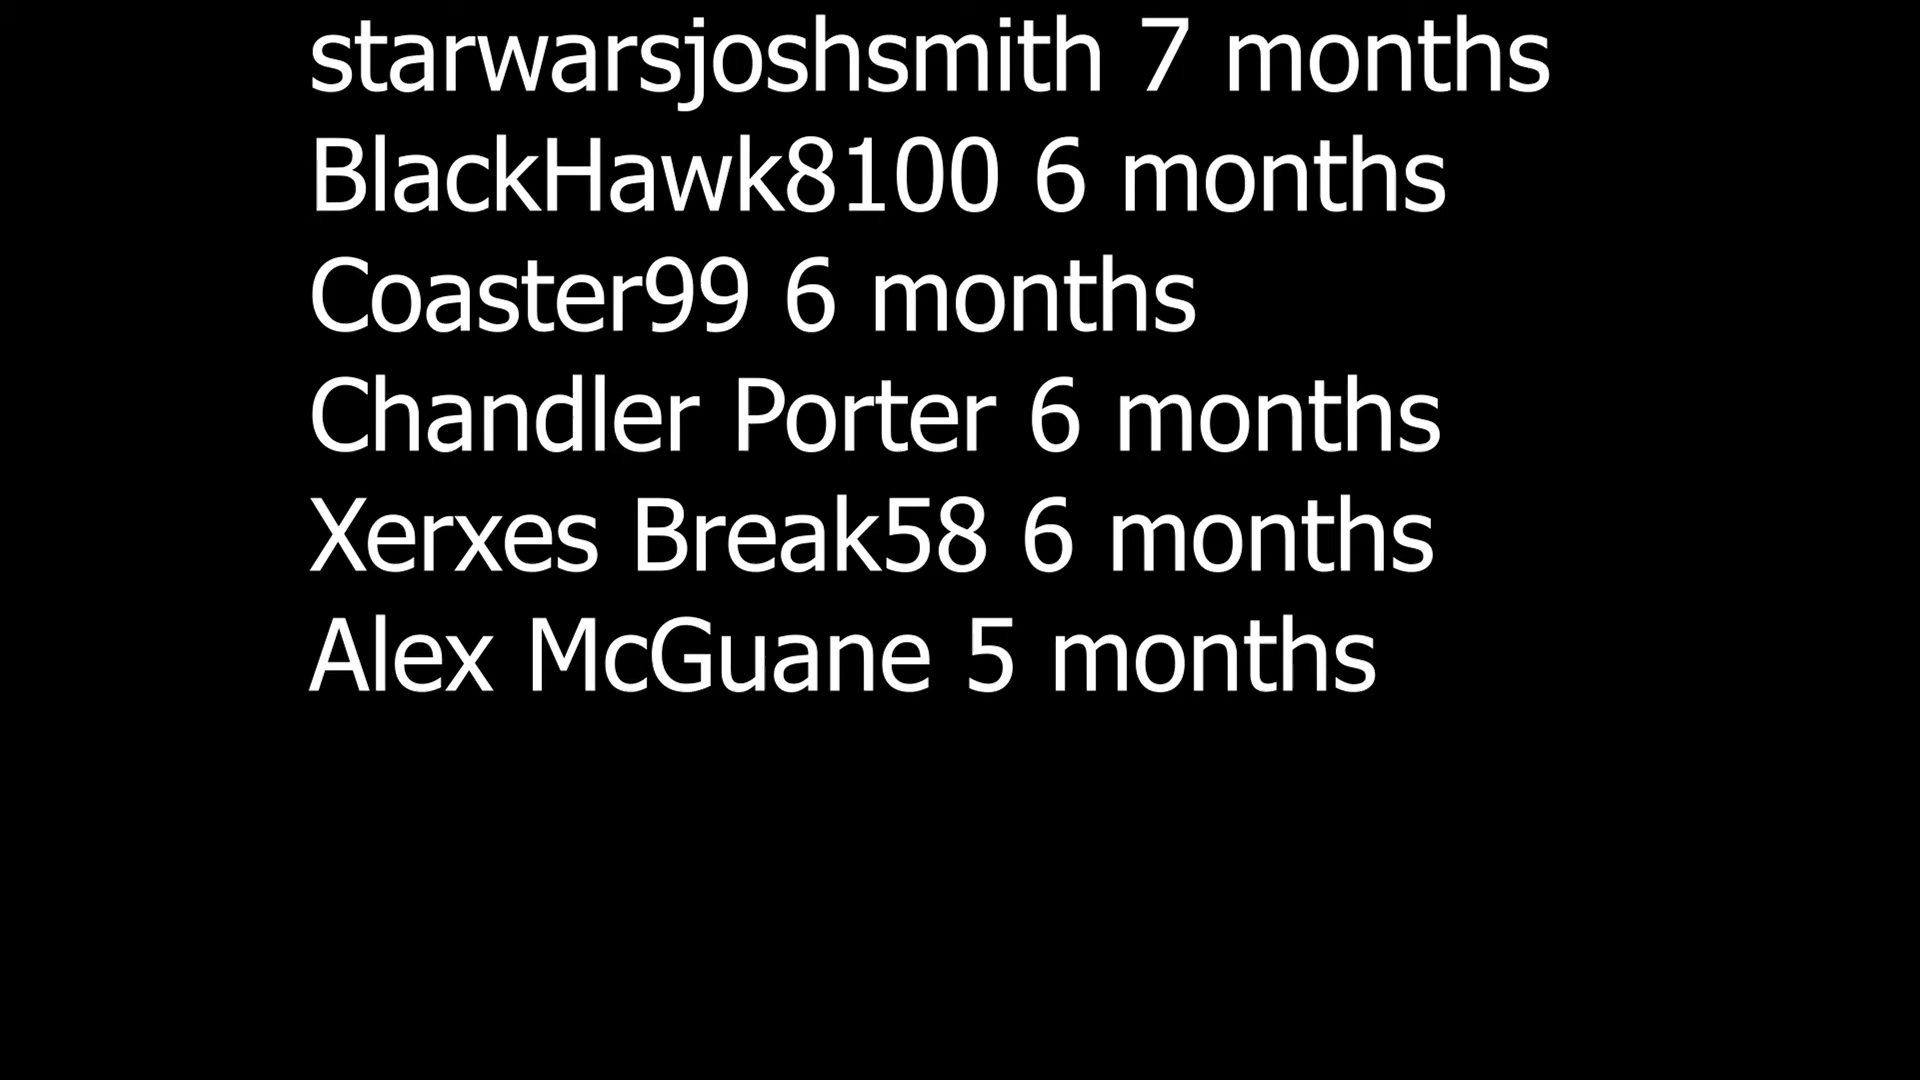 starwarsjoshsmith 7 months
BlackHawk8100 6 months
Coaster99 6 months
Chandler Porter 6 months
Xerxes Break58 6 months
Alex McGuane 5 months